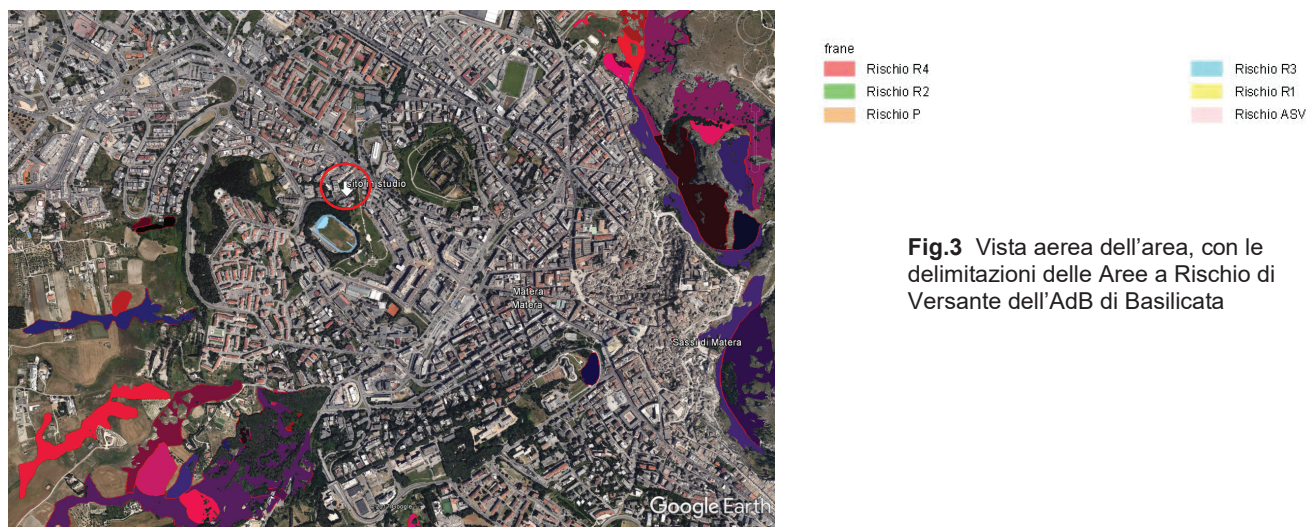 sito in studio
Matera
Matera
Sassi di Matera
Google Earth
frane
Rischio R4
Rischio R2
Rischio P
Rischio R3
Rischio R1
Rischio ASV
Fig.3 Vista aerea dell'area, con le
delimitazioni delle Aree a Rischio di
Versante dell'AdB di Basilicata